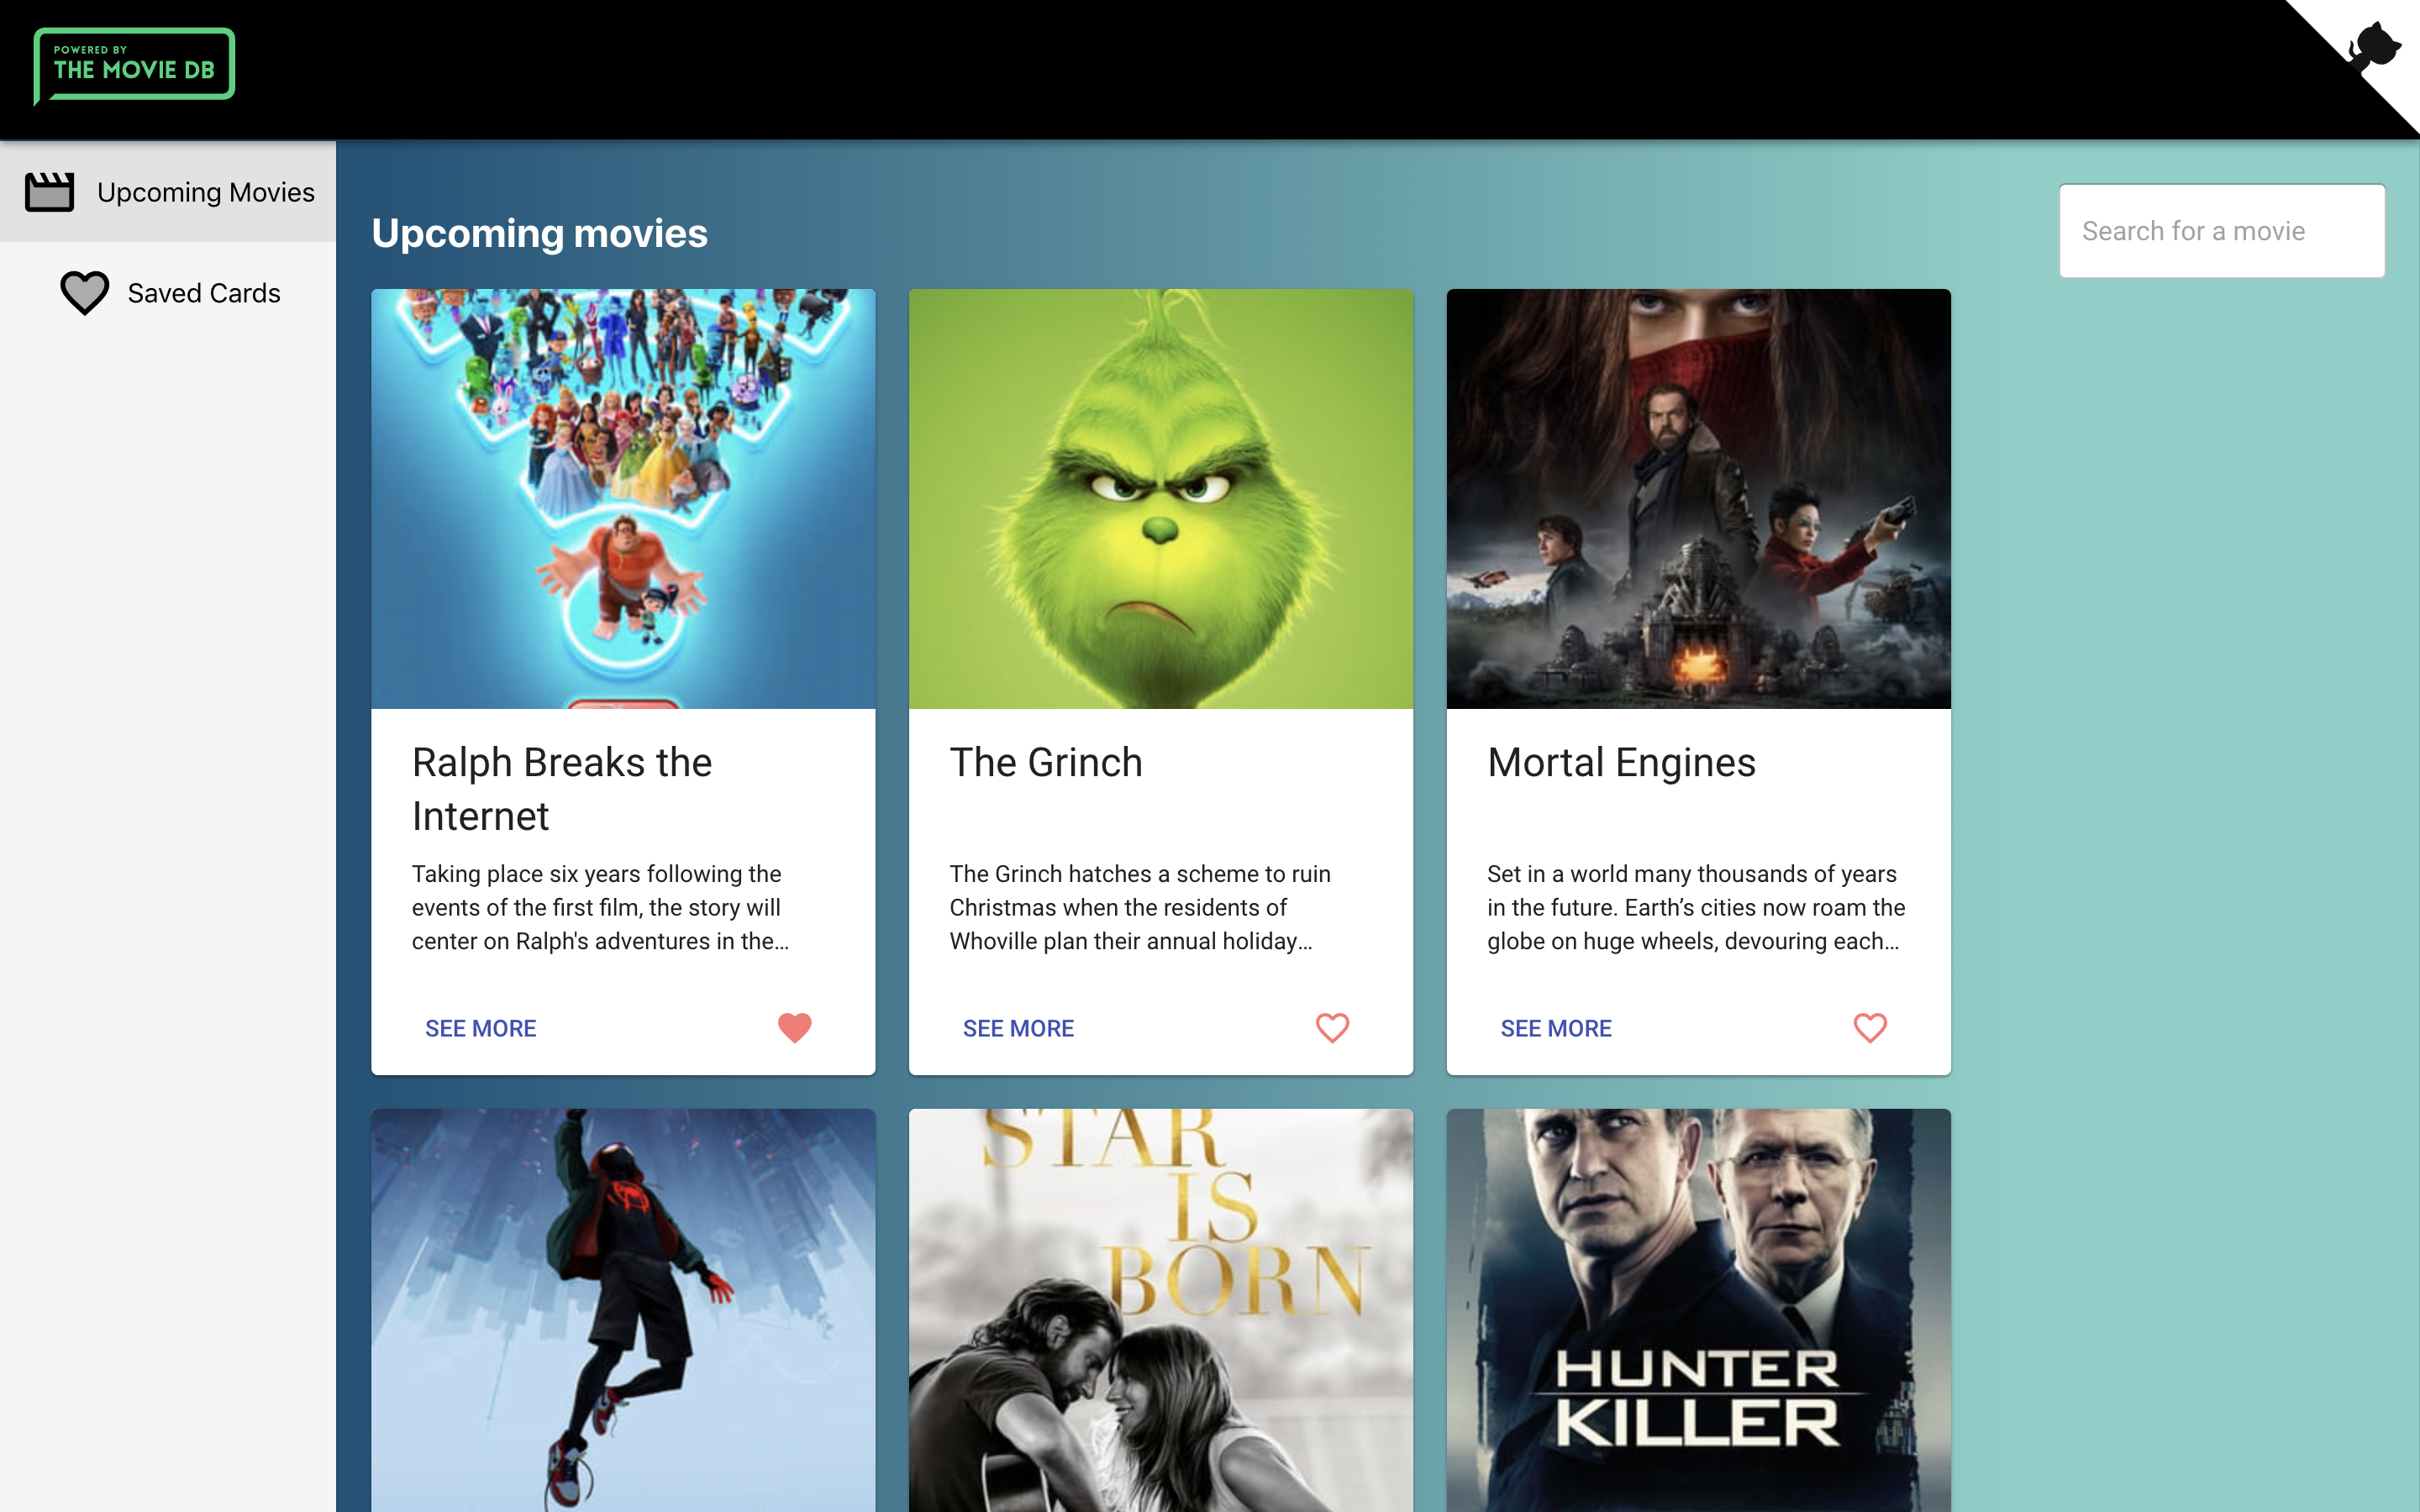 POWERED BY
THE MOVIE DB
Upcoming Movies
Saved Cards
Upcoming movies
Search for a movie
Ralph Breaks the
Internet
Taking place six years following the
events of the first film, the story will
center on Ralph's adventures in the...
SEE MORE
The Grinch
The Grinch hatches a scheme to ruin
Christmas when the residents of
Whoville plan their annual holiday...
SEE MORE
Mortal Engines
Set in a world many thousands of years
in the future. Earth’s cities now roam the
globe on huge wheels, devouring each...
SEE MORE
STAR
IS
BORN
HUNTER
KILLER